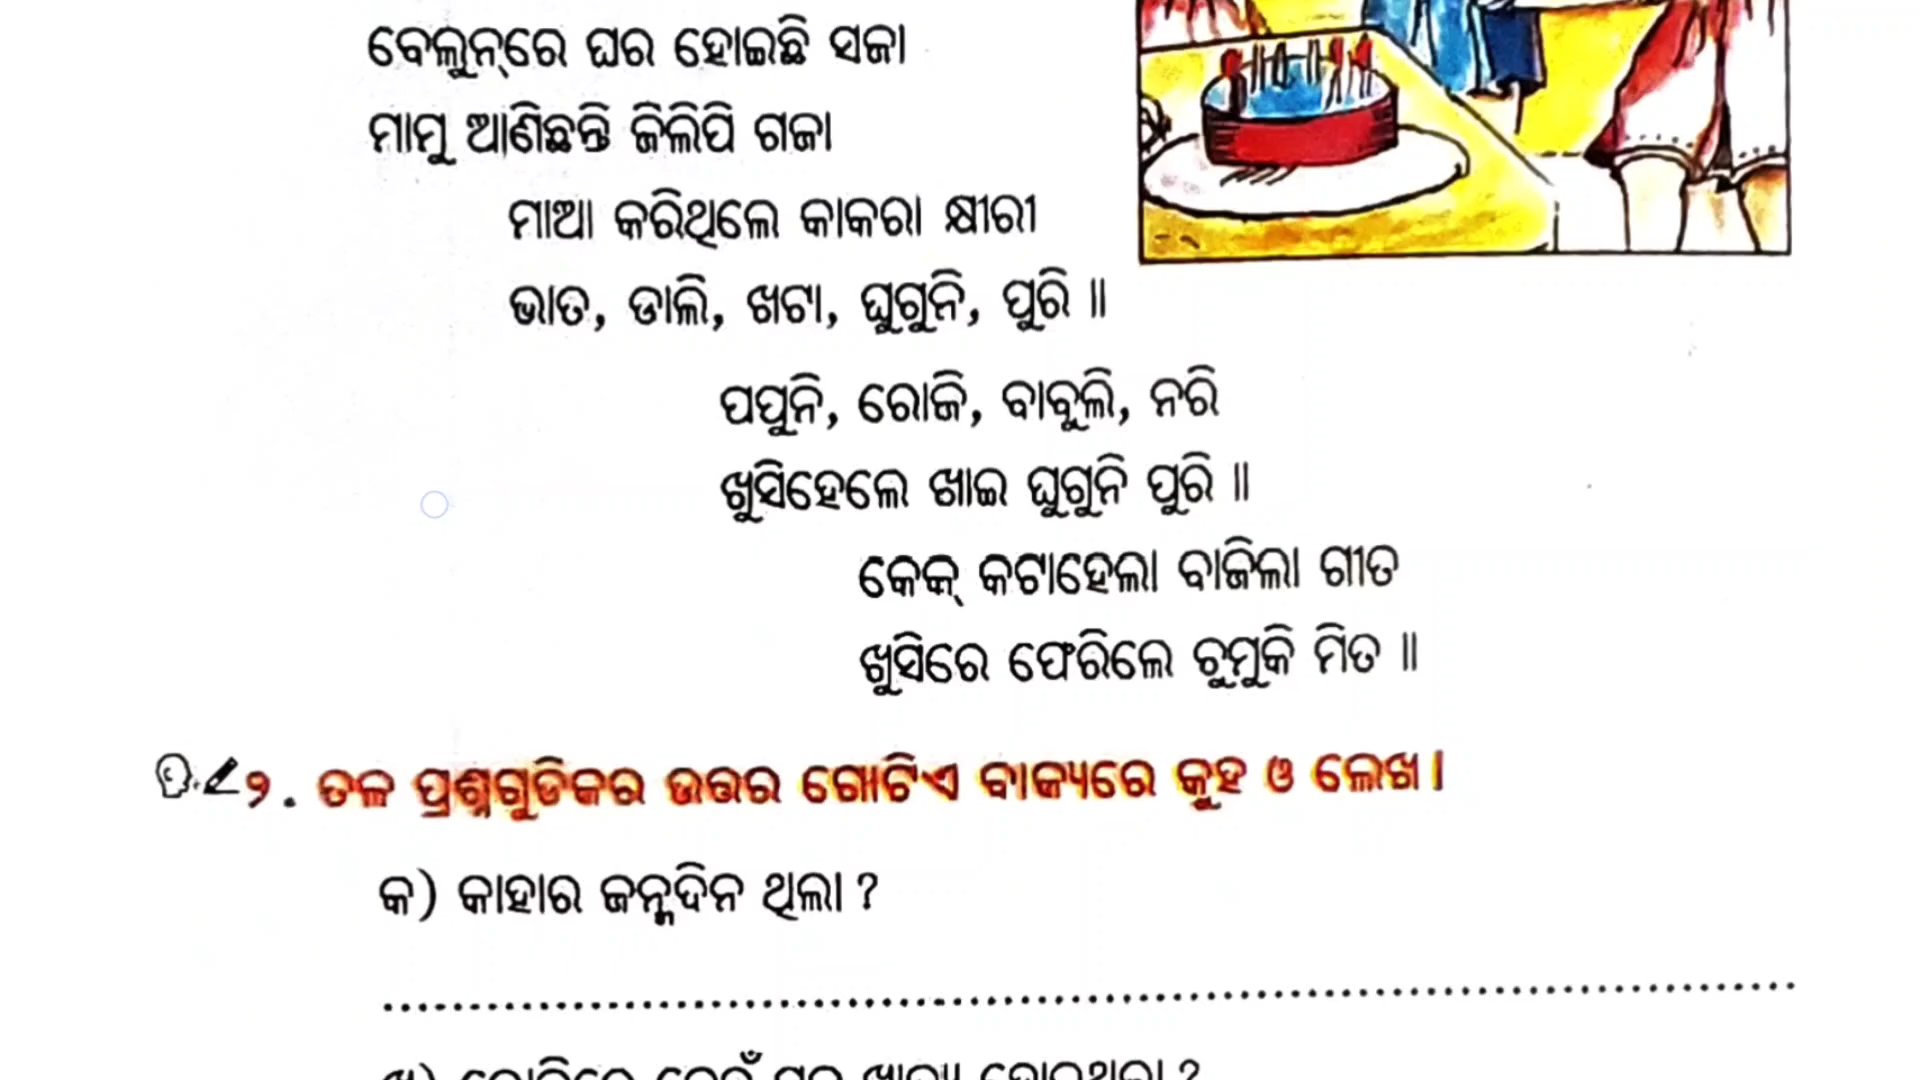 ବେଲୁନ୍‌ରେ ଘର ହୋଇଛି ସଜା
ମାମୁ ଆଣିଛନ୍ତି ଜିଲିପି ଗଜା
ମାଆ କରିଥିଲେ କାକରା କ୍ଷୀରୀ
ଭାତ, ଡାଲି, ଖଟା, ଘୁଗୁନି, ପୁରି ॥
ପପୁନି, ରୋଜି, ବାବୁଲି, ନରି
ଖୁସିହେଲେ ଖାଇ ଘୁଗୁନି ପୁରି ॥
କେକ୍ କଟାହେଲା ବାଜିଲା ଗୀତ
ଖୁସିରେ ଫେରିଲେ ଚୁମୁକି ମିତ ॥
୨. ତଳ ପ୍ରଶ୍ନଗୁଡିକର ଉତ୍ତର ଗୋଟିଏ ବାକ୍ୟରେ କୁହ ଓ ଲେଖ।
କ) କାହାର ଜନ୍ମଦିନ ଥିଲା ?